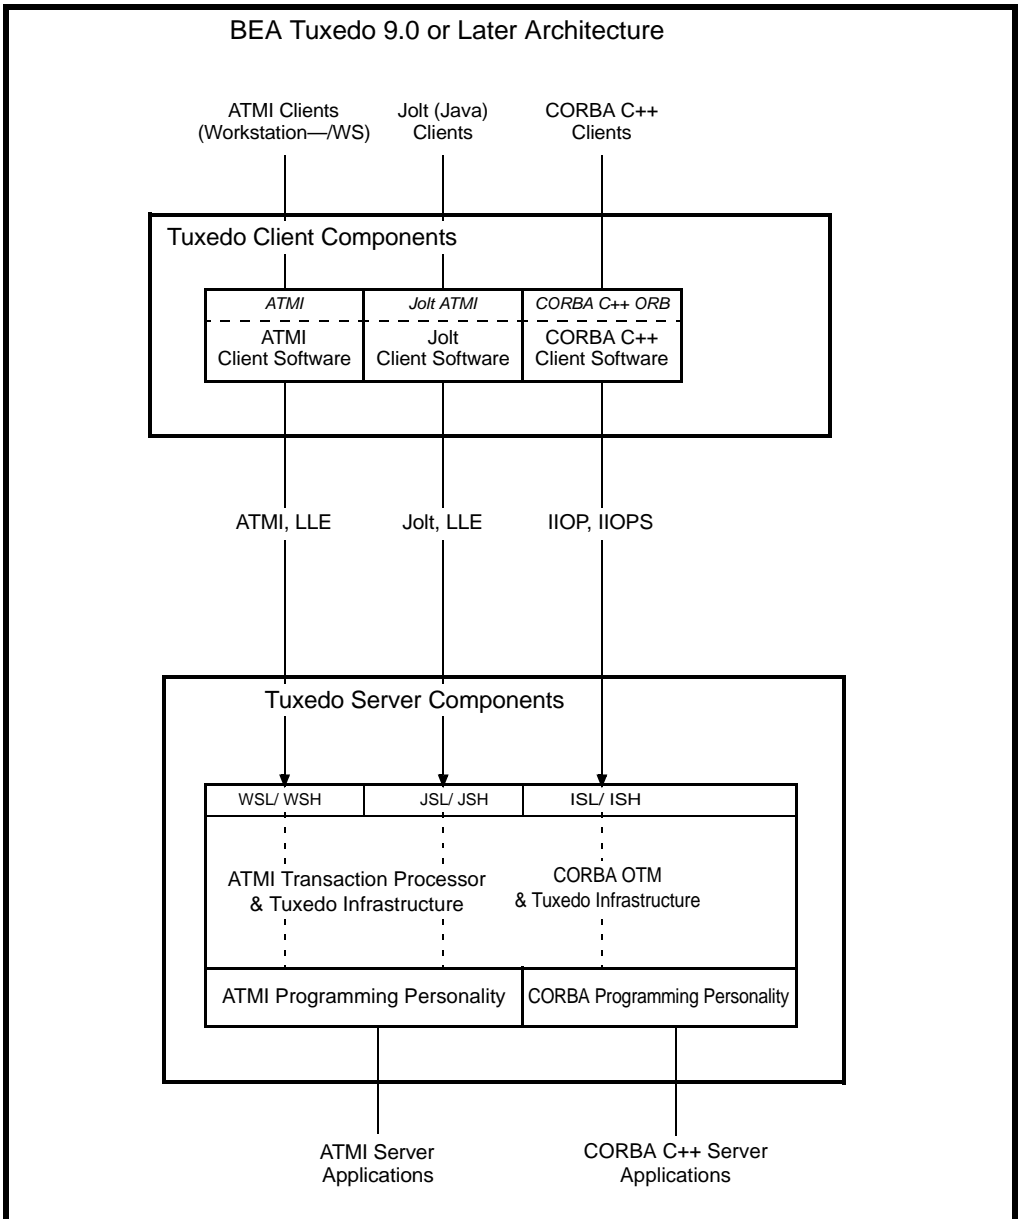 BEA Tuxedo 9.0 or Later Architecture
ATMI Clients
(Workstation—/WS)
Jolt (Java)
Clients
CORBA C++
Clients
Tuxedo Client Components
ATMI
Jolt ATMI
CORBA C++ ORB
ATMI
Client Software
Jolt
Client Software
CORBA C++
Client Software
ATMI, LLE
Jolt, LLE
IIOP, IIOPS
Tuxedo Server Components
WSL/ WSH
JSL/ JSH
ISL/ ISH
ATMI Transaction Processor
& Tuxedo Infrastructure
CORBA OTM
& Tuxedo Infrastructure
ATMI Programming Personality
CORBA Programming Personality
ATMI Server
Applications
CORBA C++ Server
Applications